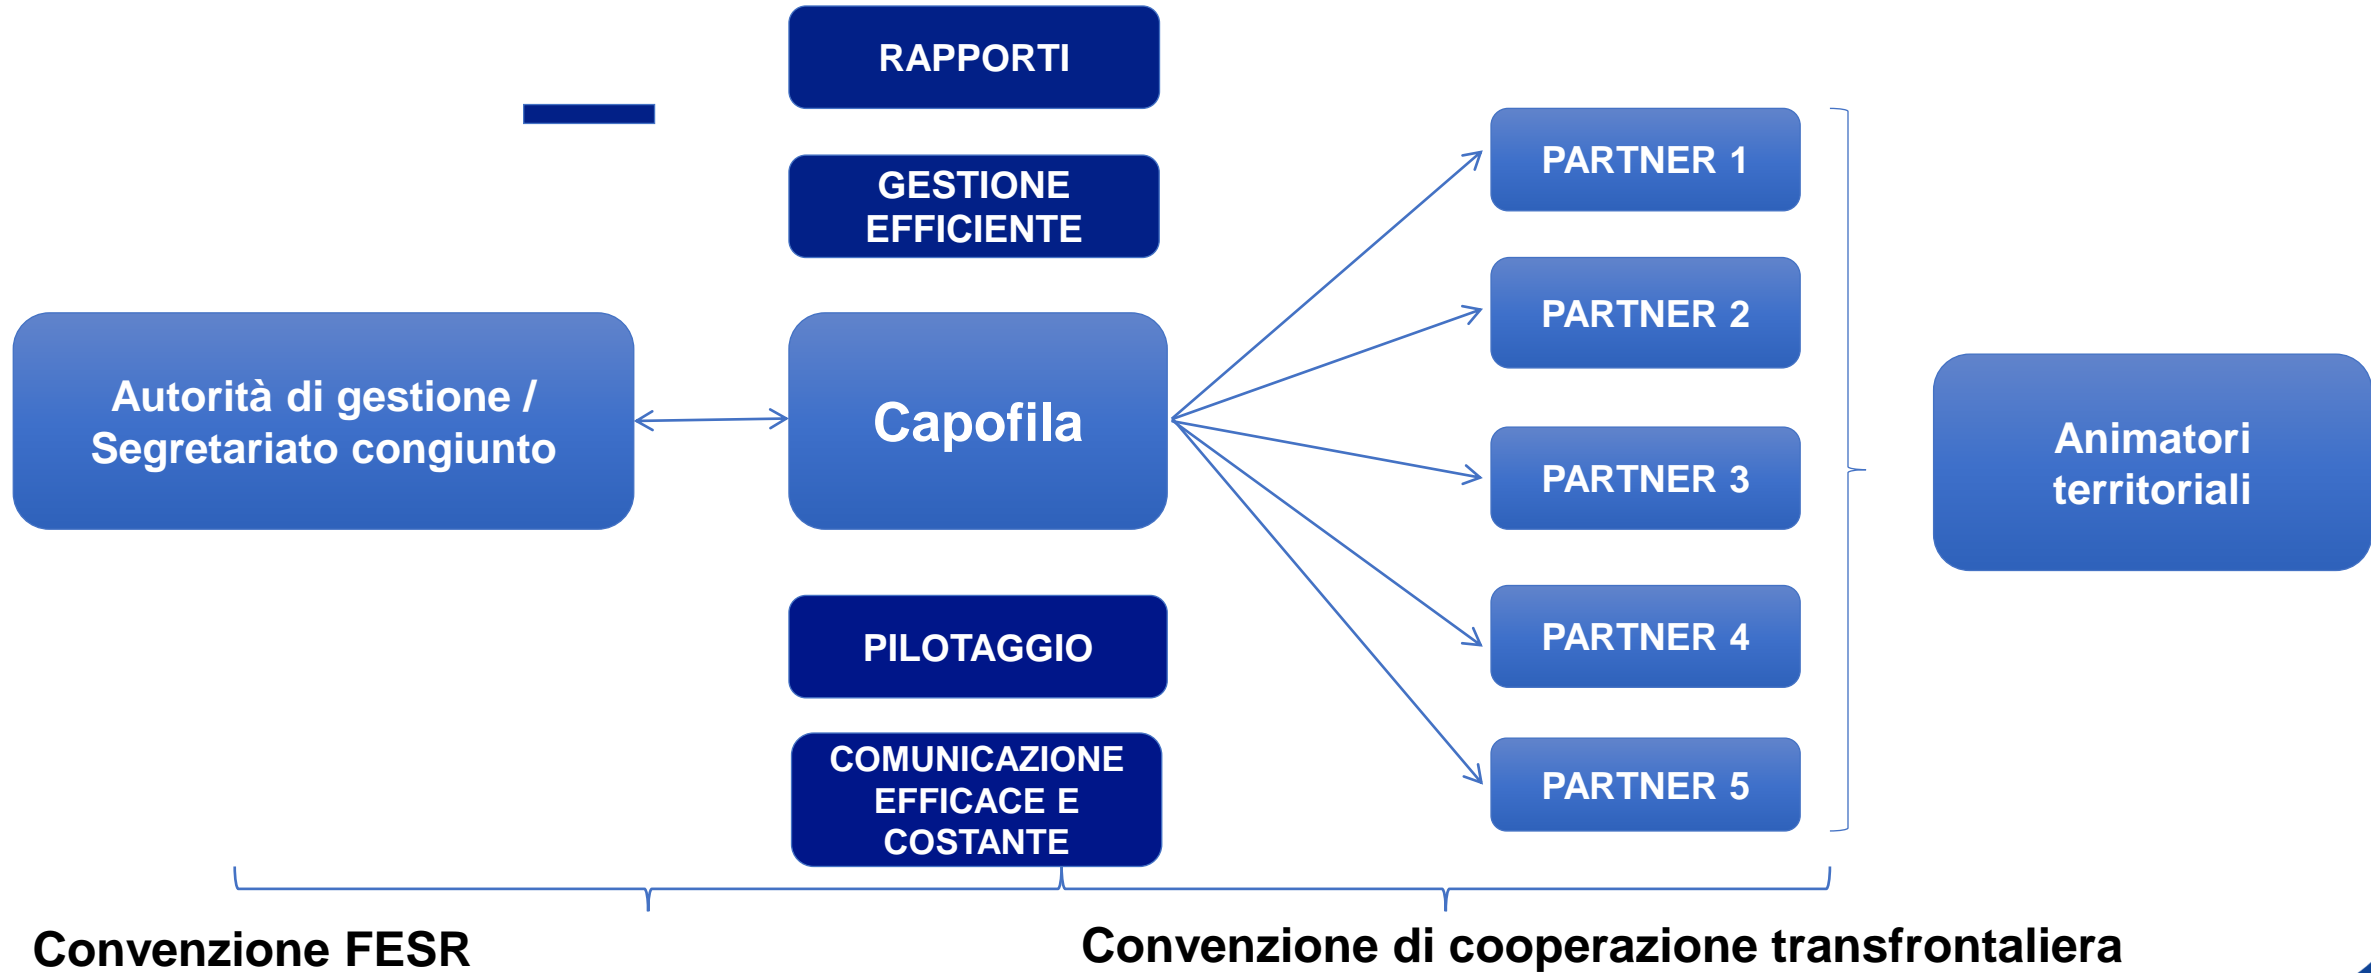 RAPPORTI
GESTIONE
EFFICIENTE
Autorità di gestione /
Segretariato congiunto
Capofila
PILOTAGGIO
COMUNICAZIONE
EFFICACE E
COSTANTE
PARTNER 1
PARTNER 2
PARTNER 3
PARTNER 4
PARTNER 5
Animatori
territoriali
Convenzione FESR
Convenzione di cooperazione transfrontaliera